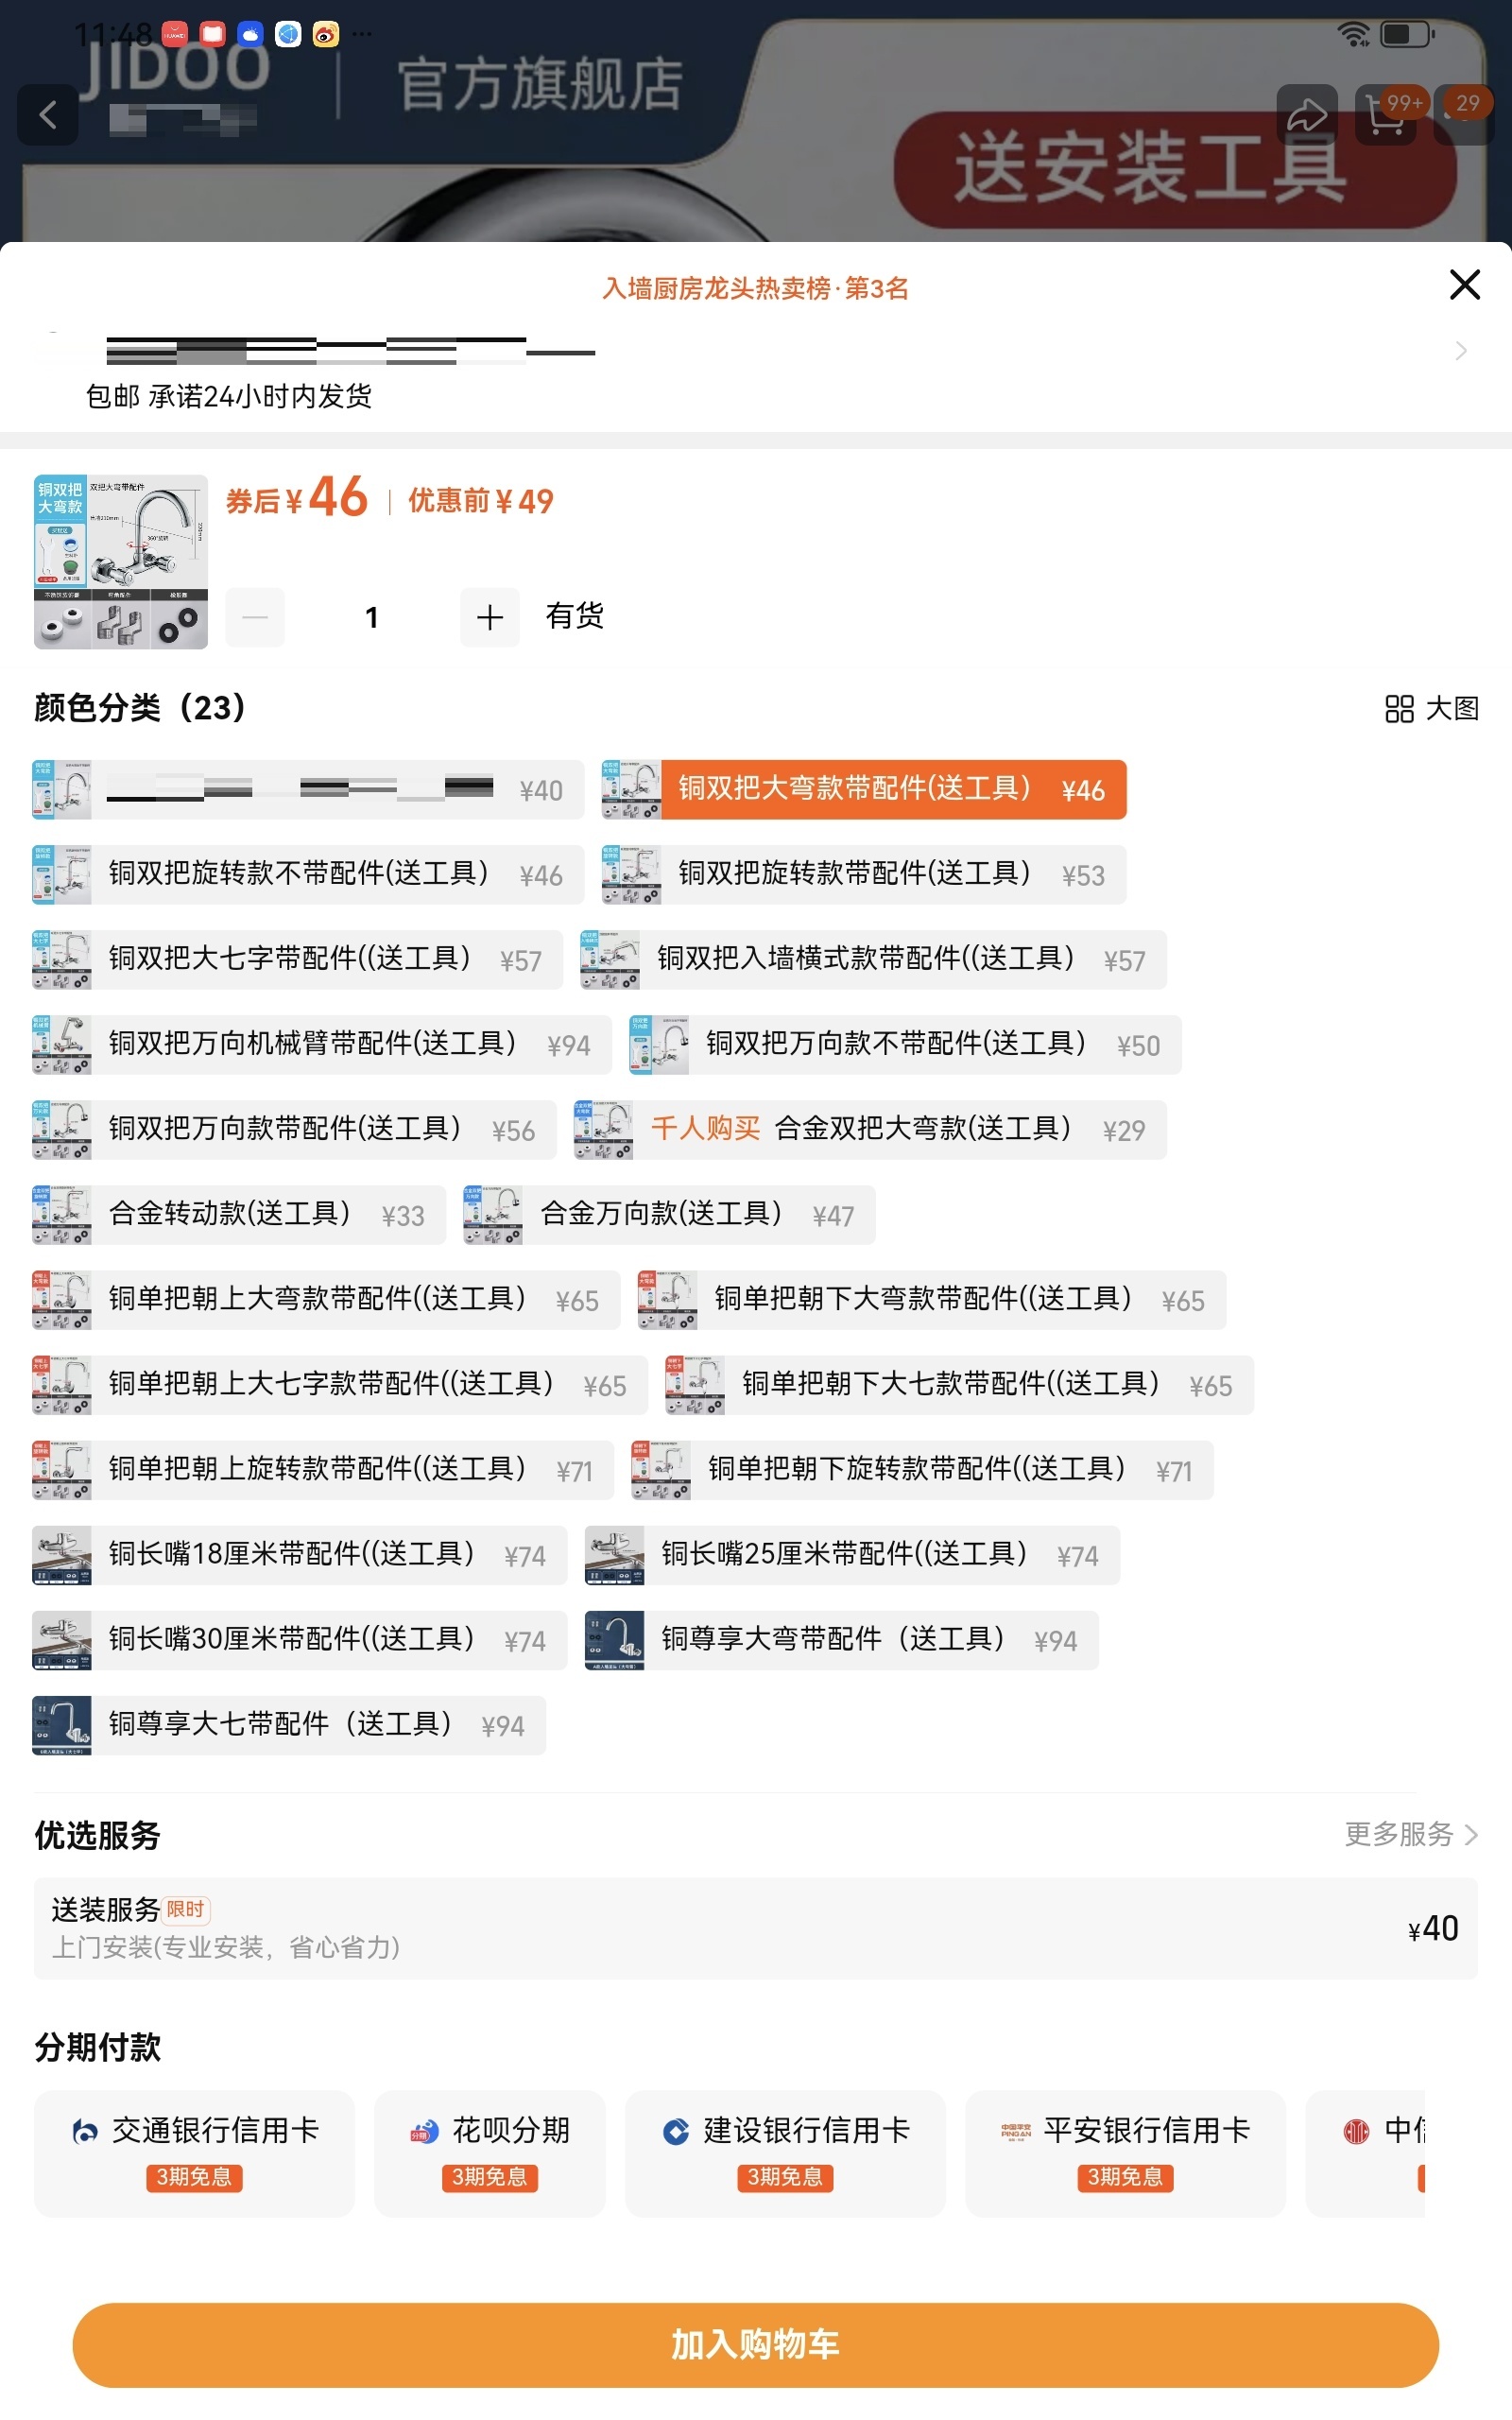 11:48
JIDOO 官方旗舰店
99+ 29
送安装工具
入墙厨房龙头热卖榜·第3名
包邮 承诺24小时内发货
铜双把大弯款
双把大弯带配件
券后¥46 | 优惠前¥49
1 有货
颜色分类（23） 大图
¥40 铜双把大弯款带配件(送工具） ¥46
铜双把旋转款不带配件(送工具） ¥46 铜双把旋转款带配件(送工具） ¥53
铜双把大七字带配件((送工具） ¥57 铜双把入墙横式款带配件((送工具） ¥57
铜双把万向机械臂带配件(送工具） ¥94 铜双把万向款不带配件(送工具） ¥50
铜双把万向款带配件(送工具） ¥56 千人购买 合金双把大弯款(送工具） ¥29
合金转动款(送工具） ¥33 合金万向款(送工具） ¥47
铜单把朝上大弯款带配件((送工具） ¥65 铜单把朝下大弯款带配件((送工具） ¥65
铜单把朝上大七字款带配件((送工具） ¥65 铜单把朝下大七款带配件((送工具） ¥65
铜单把朝上旋转款带配件((送工具） ¥71 铜单把朝下旋转款带配件((送工具） ¥71
铜长嘴18厘米带配件((送工具） ¥74 铜长嘴25厘米带配件((送工具） ¥74
铜长嘴30厘米带配件((送工具） ¥74 铜尊享大弯带配件（送工具） ¥94
铜尊享大七带配件（送工具） ¥94
优选服务 更多服务
送装服务 限时
上门安装(专业安装，省心省力) ¥40
分期付款
交通银行信用卡 花呗分期 建设银行信用卡 平安银行信用卡 中信
3期免息 3期免息 3期免息 3期免息
加入购物车